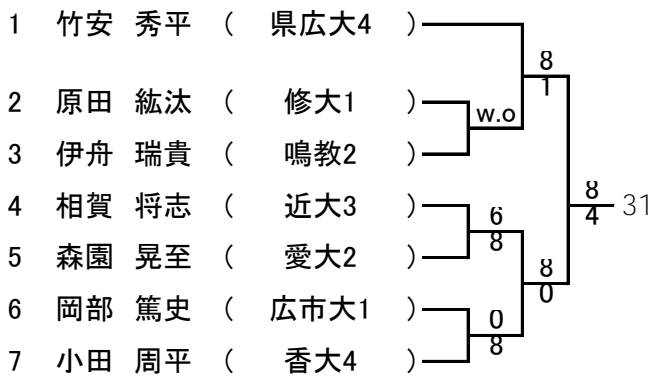 1 竹安 秀平 ( 県広大4 )
8
1
2 原田 紘汰 ( 修大1 )
w.o
3 伊舟 瑞貴 ( 鳴教2 )
4 相賀 将志 ( 近大3 )
8
4
31
6
8
5 森園 晃至 ( 愛大2 )
8
0
6 岡部 篤史 ( 広市大1 )
0
8
7 小田 周平 ( 香大4 )